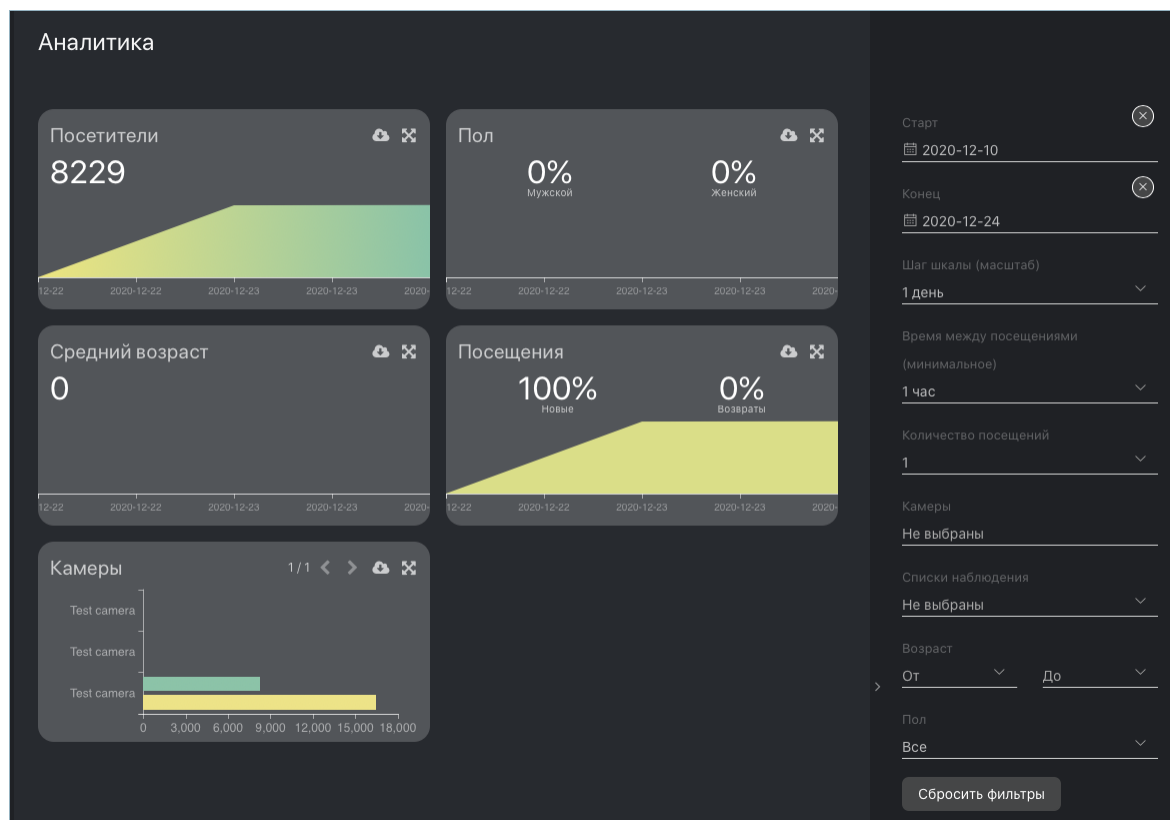 Аналитика
Посетители
8229
12-22 2020-12-22 2020-12-23 2020-12-23 2020-
Пол
0% 0%
Мужской Женский
12-22 2020-12-22 2020-12-23 2020-12-23 2020-
Средний возраст
0
12-22 2020-12-22 2020-12-23 2020-12-23 2020-
Посещения
100% 0%
Новые Возвраты
12-22 2020-12-22 2020-12-23 2020-12-23 2020-
Камеры 1 / 1
Test camera
Test camera
Test camera
0 3,000 6,000 9,000 12,000 15,000 18,000
Старт
2020-12-10
Конец
2020-12-24
Шаг шкалы (масштаб)
1 день
Время между посещениями
(минимальное)
1 час
Количество посещений
1
Камеры
Не выбраны
Списки наблюдения
Не выбраны
Возраст
От До
Пол
Все
Сбросить фильтры